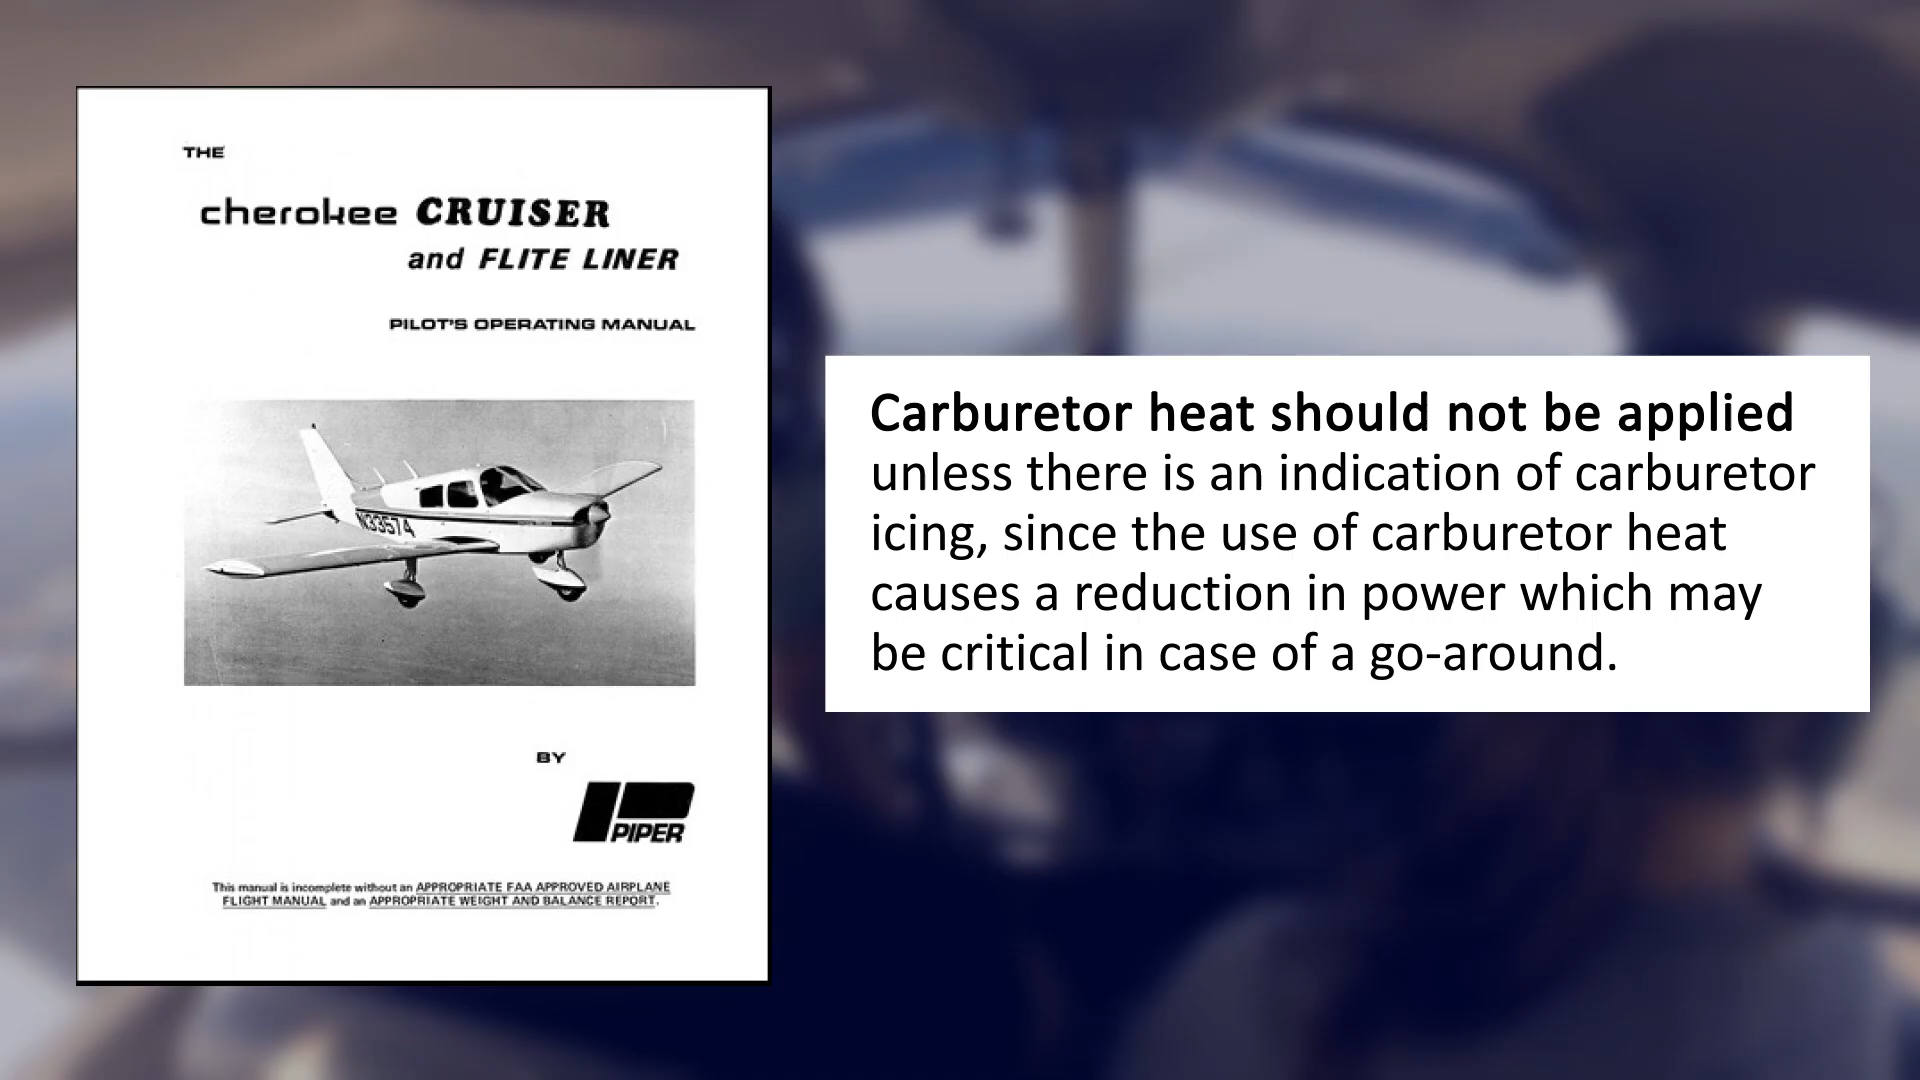 THE
cherokee CRUISER
and FLITE LINER
PILOT'S OPERATING MANUAL
N33574
BY
PIPER
This manual is incomplete without an APPROPRIATE FAA APPROVED AIRPLANE
FLIGHT MANUAL and an APPROPRIATE WEIGHT AND BALANCE REPORT.
Carburetor heat should not be applied
unless there is an indication of carburetor
icing, since the use of carburetor heat
causes a reduction in power which may
be critical in case of a go-around.